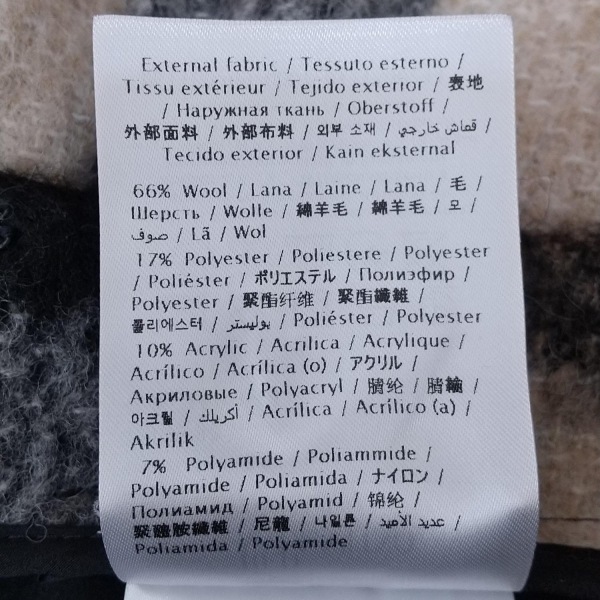 External fabric / Tessuto esterno /
Tissu extérieur / Tejido exterior / 表地
/ Наружная ткань / Oberstoff /
外部面料 / 外部布料 / 외부 소재 / قماش خارجي /
Tecido exterior / Kain eksternal
66% Wool / Lana / Laine / Lana / 毛 /
Шерсть / Wolle / 綿羊毛 / 綿羊毛 / 모 /
صوف / Lã / Wol
17% Polyester / Poliestere / Polyester
/ Poliéster / ポリエステル / Полиэфир /
Polyester / 聚酯纤维 / 聚酯纖維 /
폴리에스터 / بوليستر / Poliéster / Polyester
10% Acrylic / Acrilica / Acrylique /
Acrílico / Acrílica (o) / アクリル /
Акриловые / Polyacryl / 腈纶 / 腈綸 /
아크릴 / أكريلك / Acrílica / Acrílico (a) /
Akrilik
7% Polyamide / Poliammide /
Polyamide / Poliamida / ナイロン /
Полиамид / Polyamid / 锦纶 /
聚醯胺纖維 / 尼龍 / 나일론 / عديد الأميد /
Poliamida / Polyamide